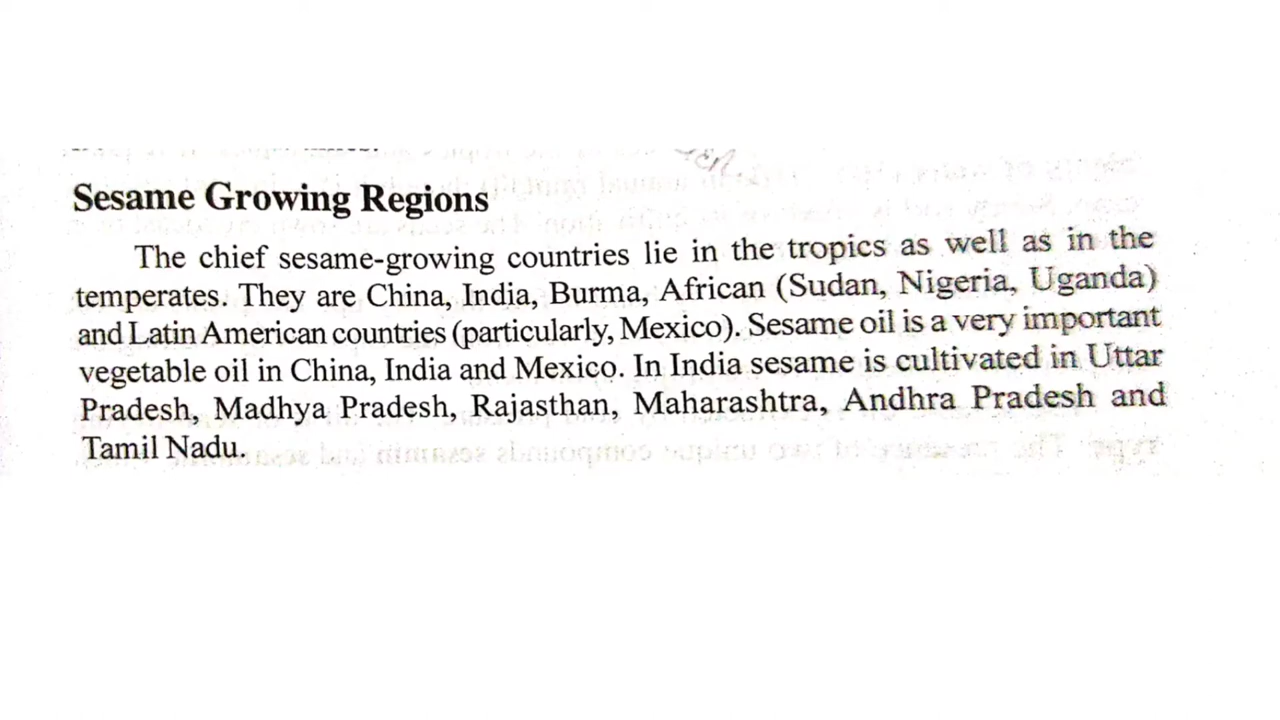 Sesame Growing Regions
The chief sesame-growing countries lie in the tropics as well as in the
temperates. They are China, India, Burma, African (Sudan, Nigeria, Uganda)
and Latin American countries (particularly, Mexico). Sesame oil is a very important
vegetable oil in China, India and Mexico. In India sesame is cultivated in Uttar
Pradesh, Madhya Pradesh, Rajasthan, Maharashtra, Andhra Pradesh and
Tamil Nadu.